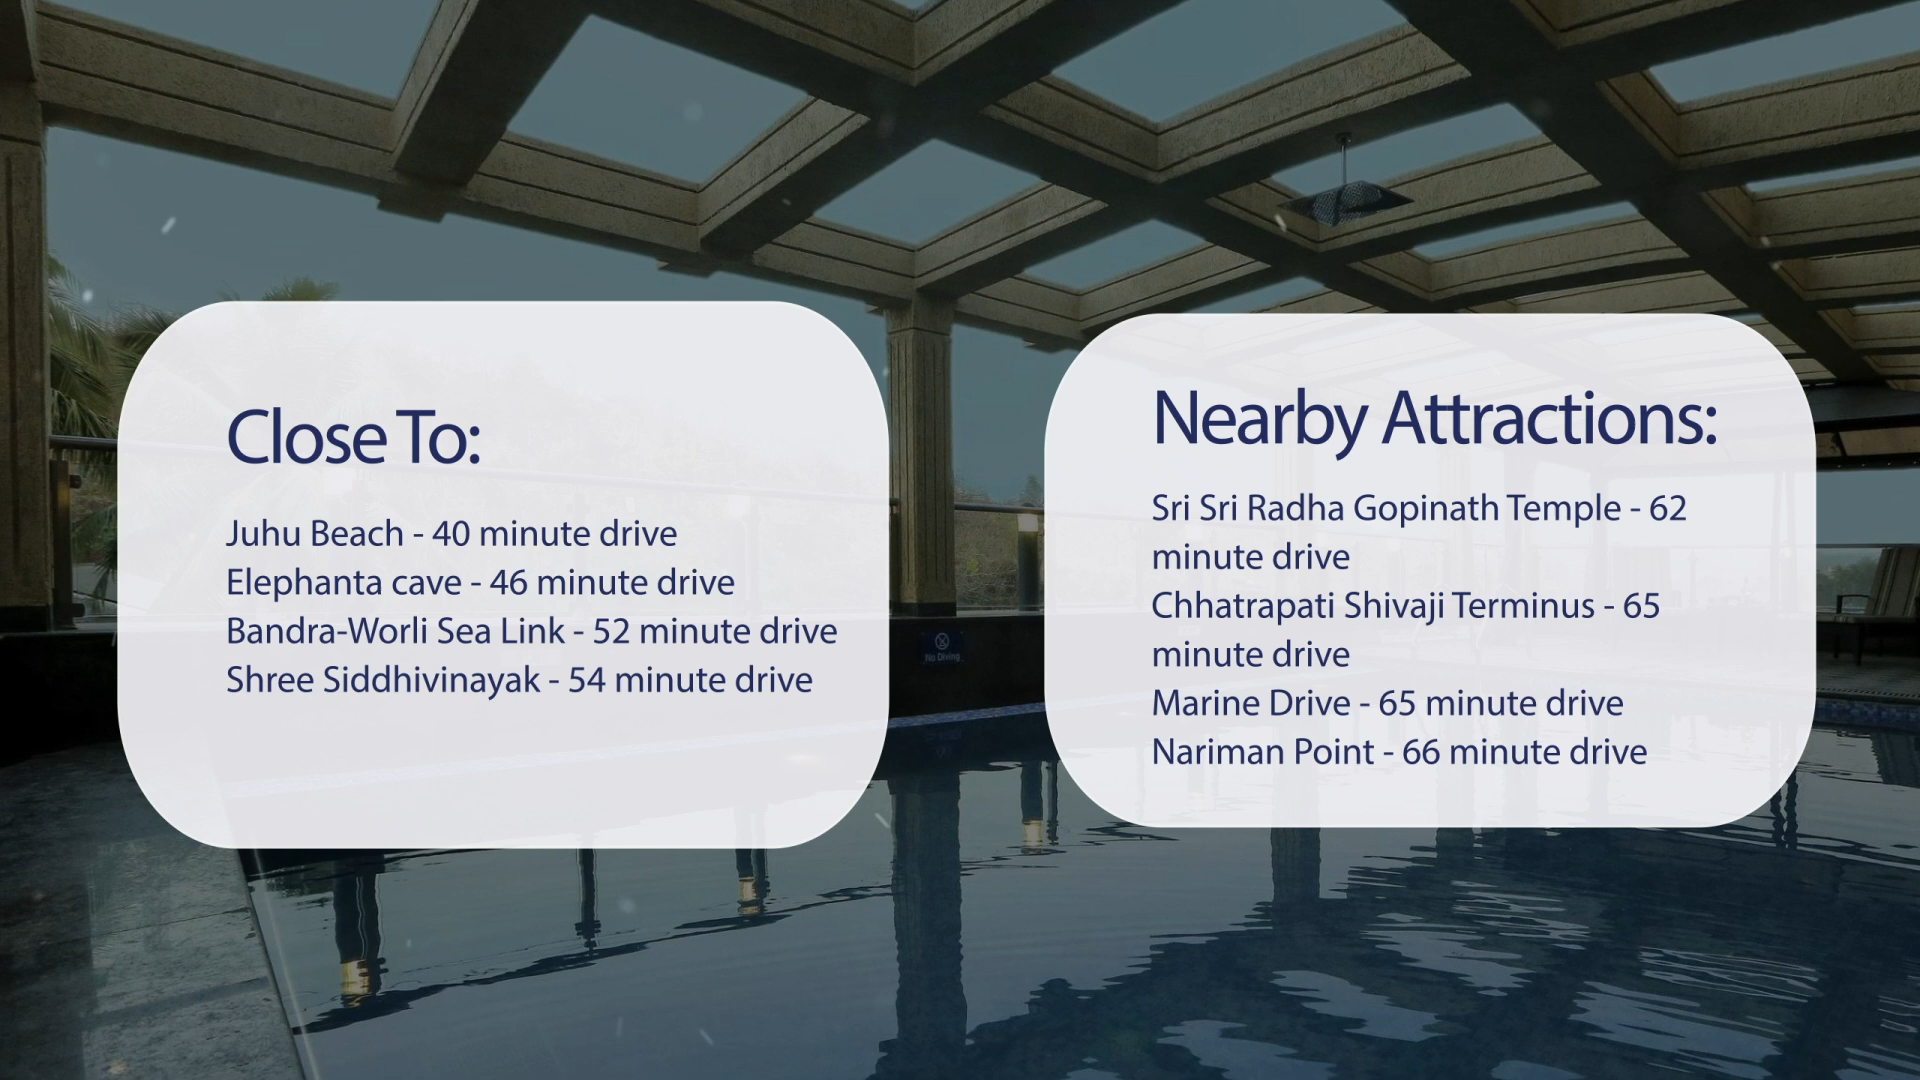 Close To:
Juhu Beach - 40 minute drive
Elephanta cave - 46 minute drive
Bandra-Worli Sea Link - 52 minute drive
Shree Siddhivinayak - 54 minute drive
Nearby Attractions:
Sri Sri Radha Gopinath Temple - 62
minute drive
Chhatrapati Shivaji Terminus - 65
minute drive
Marine Drive - 65 minute drive
Nariman Point - 66 minute drive
No Diving